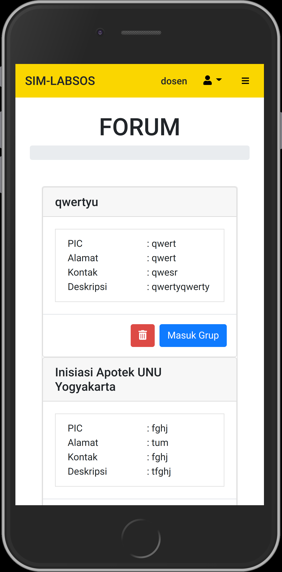 SIM-LABSOS dosen
FORUM
qwertyu
PIC : qwert
Alamat : qwert
Kontak : qwesr
Deskripsi : qwertyqwerty
Masuk Grup
Inisiasi Apotek UNU
Yogyakarta
PIC : fghj
Alamat : tum
Kontak : fghj
Deskripsi : tfghj